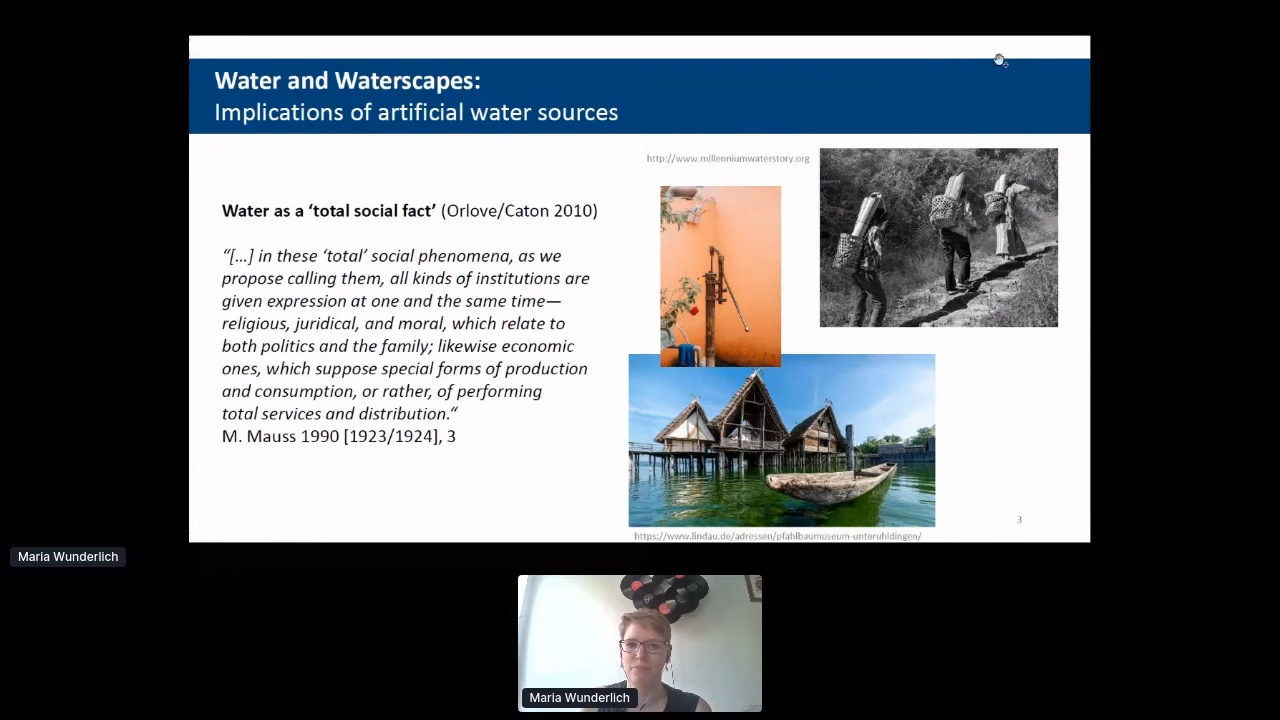 Water and Waterscapes:
Implications of artificial water sources
http://www.millenniumwaterstory.org
Water as a ‘total social fact’ (Orlove/Caton 2010)
“[…] in these ‘total’ social phenomena, as we
propose calling them, all kinds of institutions are
given expression at one and the same time—
religious, juridical, and moral, which relate to
both politics and the family; likewise economic
ones, which suppose special forms of production
and consumption, or rather, of performing
total services and distribution.“
M. Mauss 1990 [1923/1924], 3
3
https://www.lindau.de/adressen/pfahlbaumuseum-unteruhldingen/
Maria Wunderlich
Maria Wunderlich